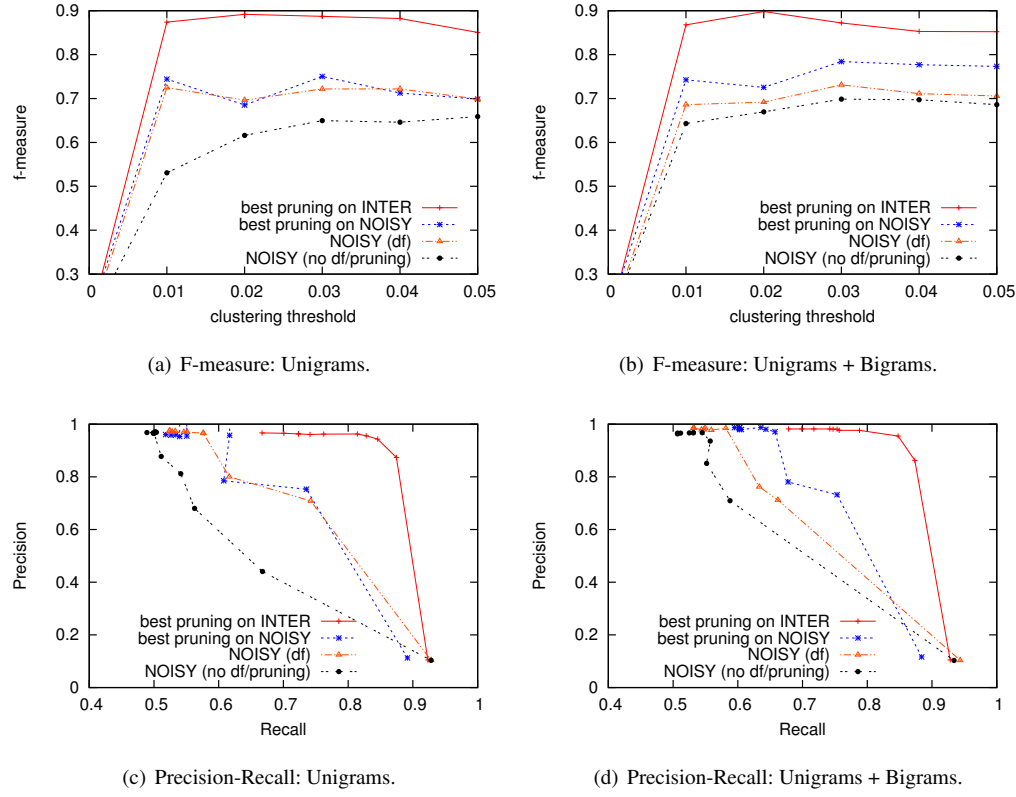 0.9
0.8
0.7
0.6
0.5
0.4
0.3
f-measure
best pruning on INTER
best pruning on NOISY
NOISY (df)
NOISY (no df/pruning)
0 0.01 0.02 0.03 0.04 0.05
clustering threshold
(a) F-measure: Unigrams.
0.9
0.8
0.7
0.6
0.5
0.4
0.3
f-measure
best pruning on INTER
best pruning on NOISY
NOISY (df)
NOISY (no df/pruning)
0 0.01 0.02 0.03 0.04 0.05
clustering threshold
(b) F-measure: Unigrams + Bigrams.
1
0.8
0.6
0.4
0.2
0
Precision
best pruning on INTER
best pruning on NOISY
NOISY (df)
NOISY (no df/pruning)
0.4 0.5 0.6 0.7 0.8 0.9 1
Recall
(c) Precision-Recall: Unigrams.
1
0.8
0.6
0.4
0.2
0
Precision
best pruning on INTER
best pruning on NOISY
NOISY (df)
NOISY (no df/pruning)
0.4 0.5 0.6 0.7 0.8 0.9 1
Recall
(d) Precision-Recall: Unigrams + Bigrams.